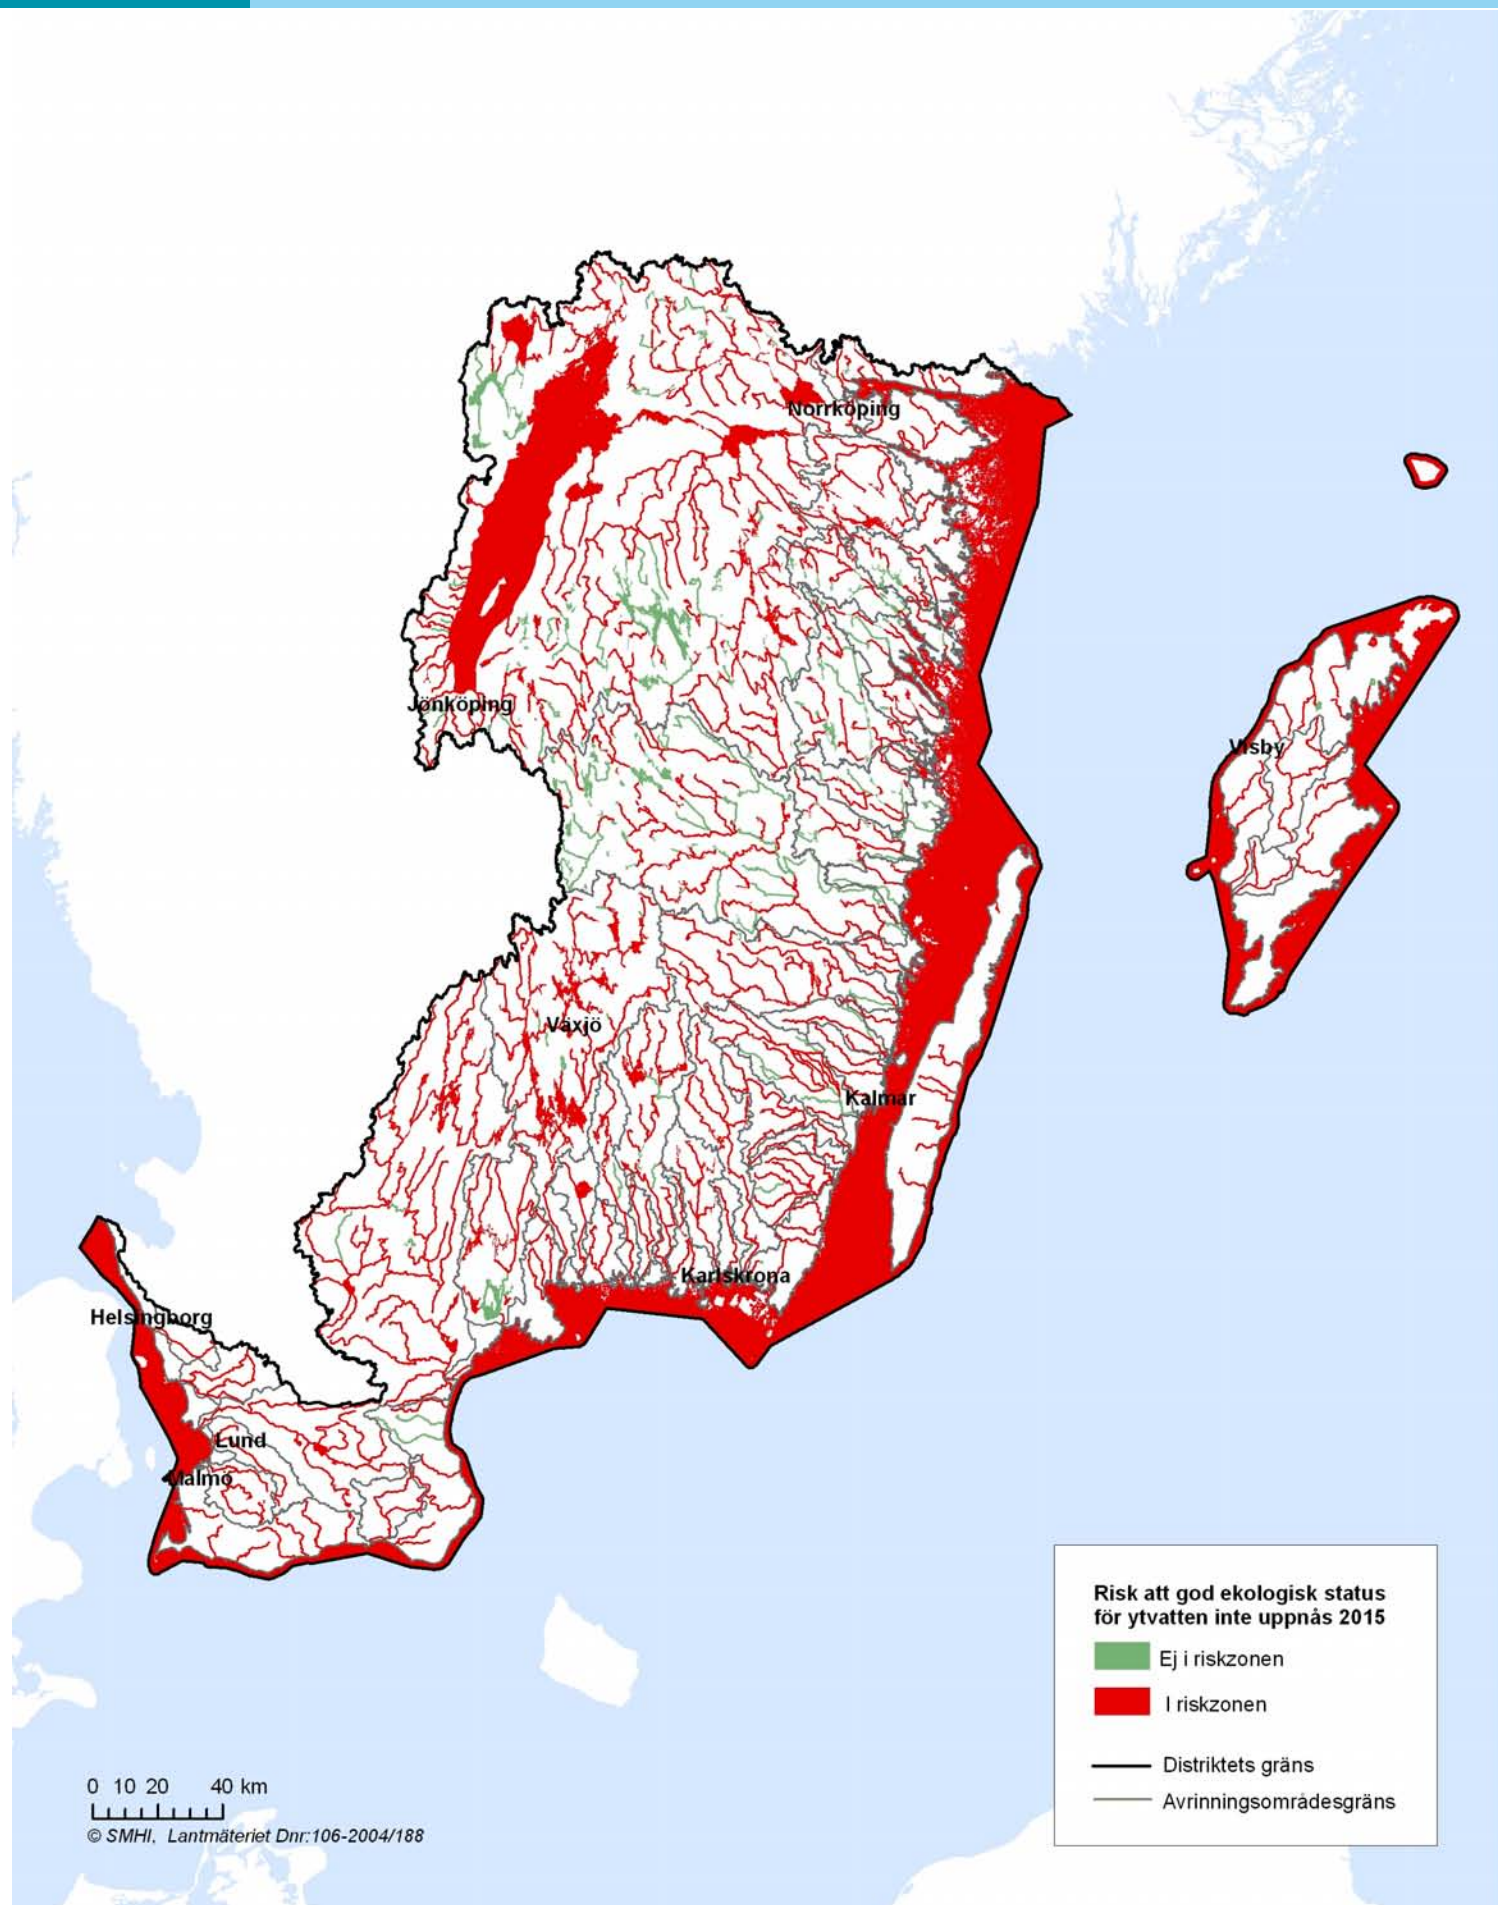 Norrköping
Jönköping
Visby
Växjö
Kalmar
Karlskrona
Helsingborg
Lund
Malmö
Risk att god ekologisk status
för ytvatten inte uppnås 2015
Ej i riskzonen
I riskzonen
Distriktets gräns
Avrinningsområdesgräns
0 10 20 40 km
© SMHI, Lantmäteriet Dnr:106-2004/188